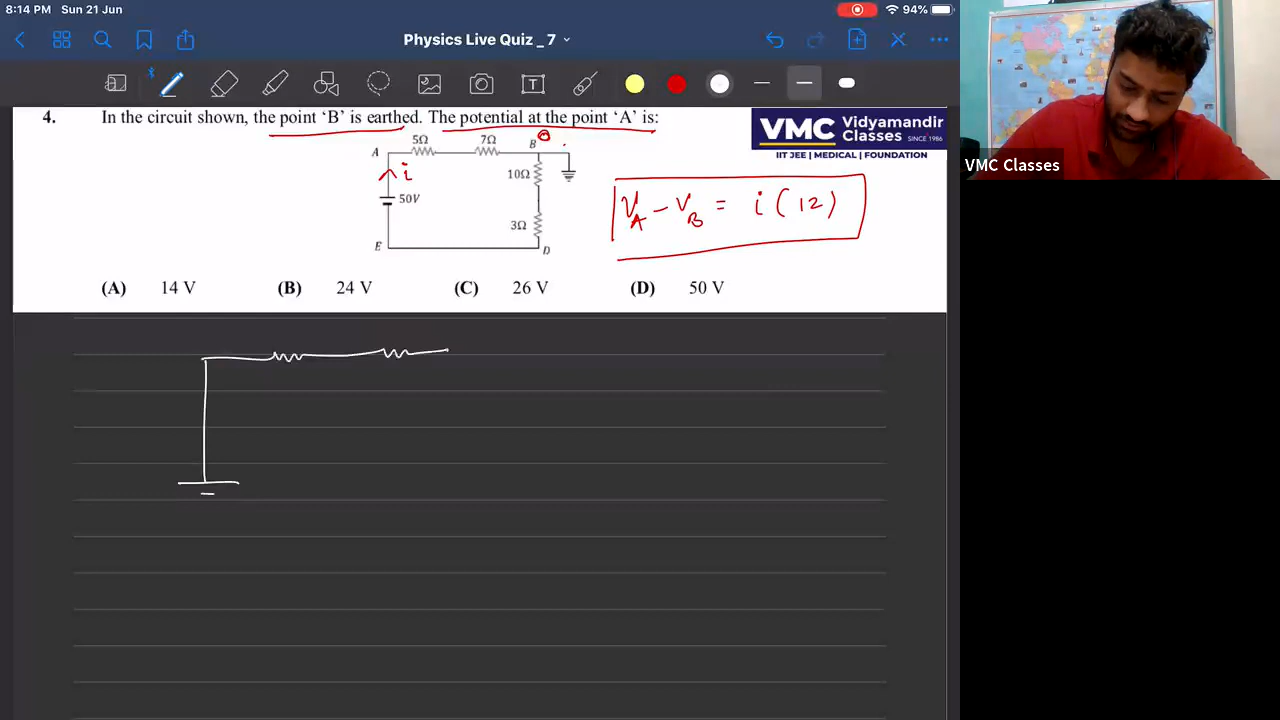 8:14 PM Sun 21 Jun
94%
Physics Live Quiz _ 7
T
4. In the circuit shown, the point ‘B’ is earthed. The potential at the point ‘A’ is:
VMC Vidyamandir Classes SINCE 1986
IIT JEE | MEDICAL | FOUNDATION
VMC Classes
A 5Ω 7Ω B 0
i
10Ω
50V
3Ω
E D
V_A - V_B = i (12)
(A) 14 V (B) 24 V (C) 26 V (D) 50 V